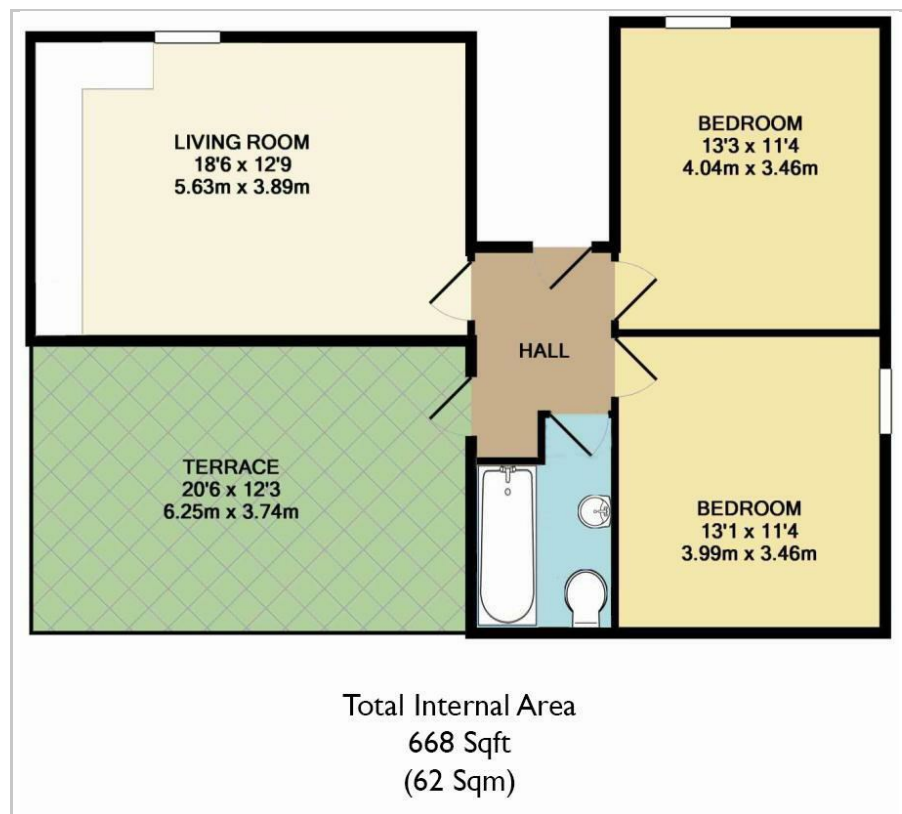 LIVING ROOM
18'6 x 12'9
5.63m x 3.89m
BEDROOM
13'3 x 11'4
4.04m x 3.46m
HALL
TERRACE
20'6 x 12'3
6.25m x 3.74m
BEDROOM
13'1 x 11'4
3.99m x 3.46m
Total Internal Area
668 Sqft
(62 Sqm)